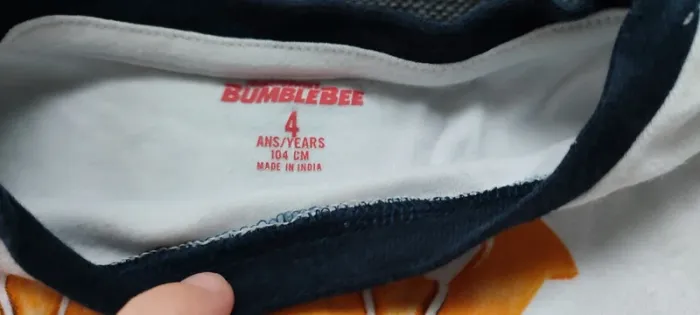 BUMBLEBEE
4
ANS/YEARS
104 CM
MADE IN INDIA